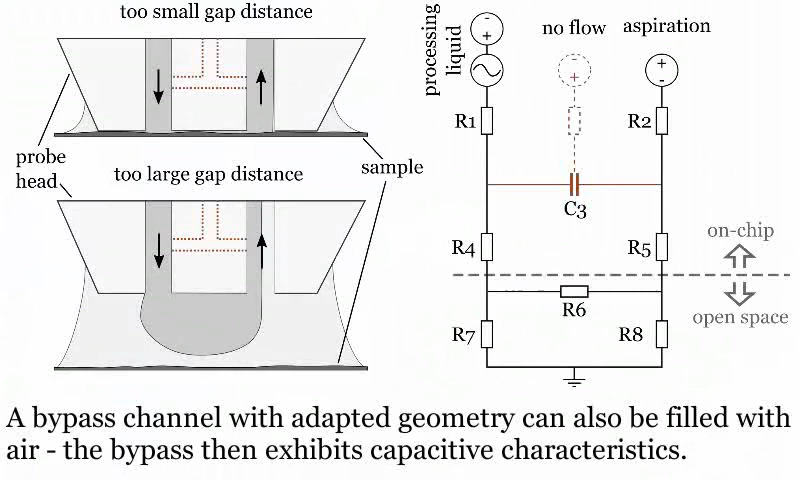 too small gap distance
probe
head
sample
too large gap distance
processing
liquid
no flow
aspiration
-
+
-
+
+
-
R1
R2
C3
R4
R5
on-chip
R6
open space
R7
R8
A bypass channel with adapted geometry can also be filled with
air - the bypass then exhibits capacitive characteristics.